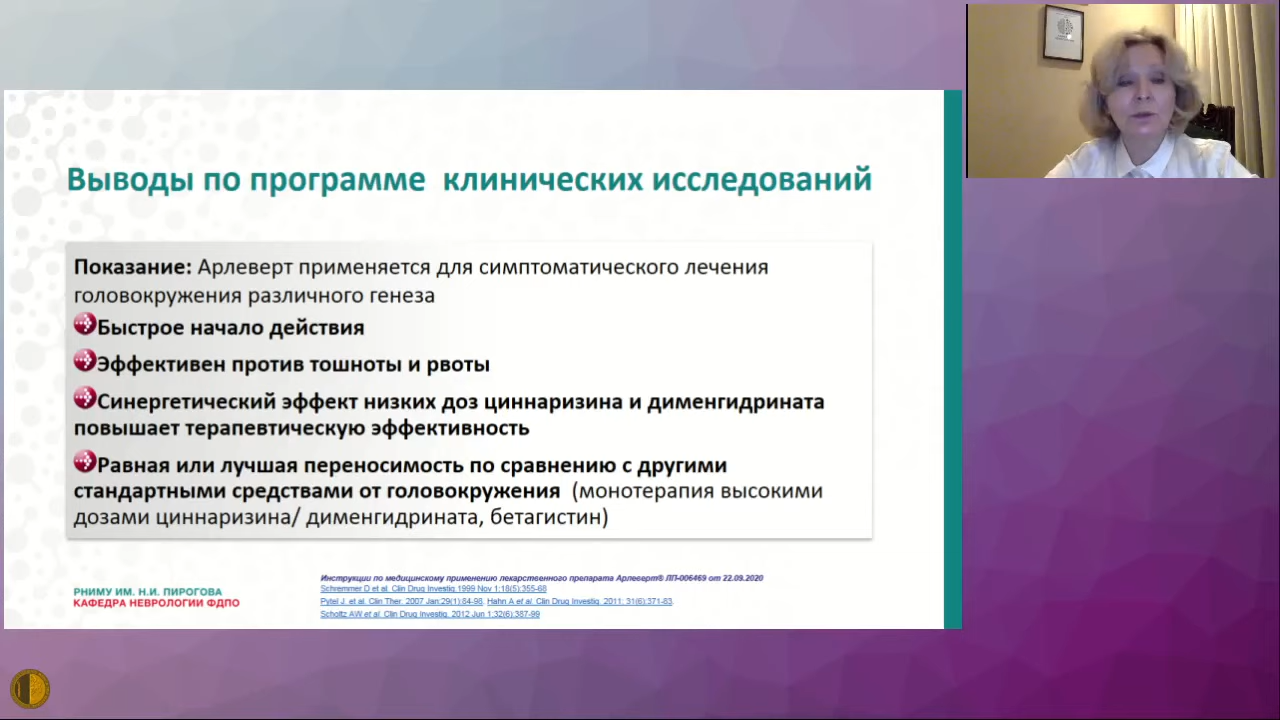 Выводы по программе клинических исследований
Показание: Арлеверт применяется для симптоматического лечения
головокружения различного генеза
Быстрое начало действия
Эффективен против тошноты и рвоты
Синергетический эффект низких доз циннаризина и дименгидрината
повышает терапевтическую эффективность
Равная или лучшая переносимость по сравнению с другими
стандартными средствами от головокружения (монотерапия высокими
дозами циннаризина/ дименгидрината, бетагистин)
РНИМУ ИМ. Н.И. ПИРОГОВА
КАФЕДРА НЕВРОЛОГИИ ФДПО
Инструкции по медицинскому применению лекарственного препарата Арлеверт® ЛП-006469 от 22.09.2020
Schremmer D et al. Clin Drug Investig.1999 Nov 1;18(5):355-68
Pytel J. et al. Clin Ther. 2007 Jan;29(1):84-98. Hahn A et al. Clin Drug Investig. 2011; 31(6):371-83.
Scholtz AW et al. Clin Drug Investig. 2012 Jun 1;32(6):387-99